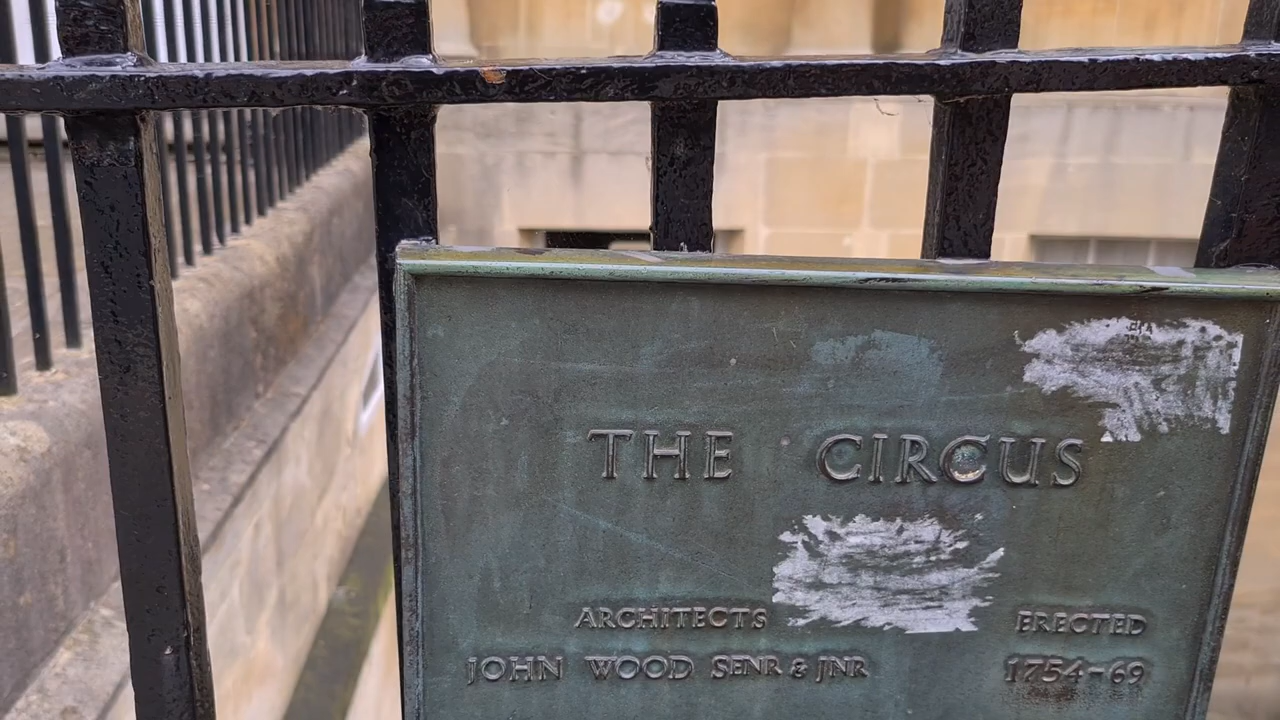 THE CIRCUS
ARCHITECTS ERECTED
JOHN WOOD SENR & JNR 1754-69